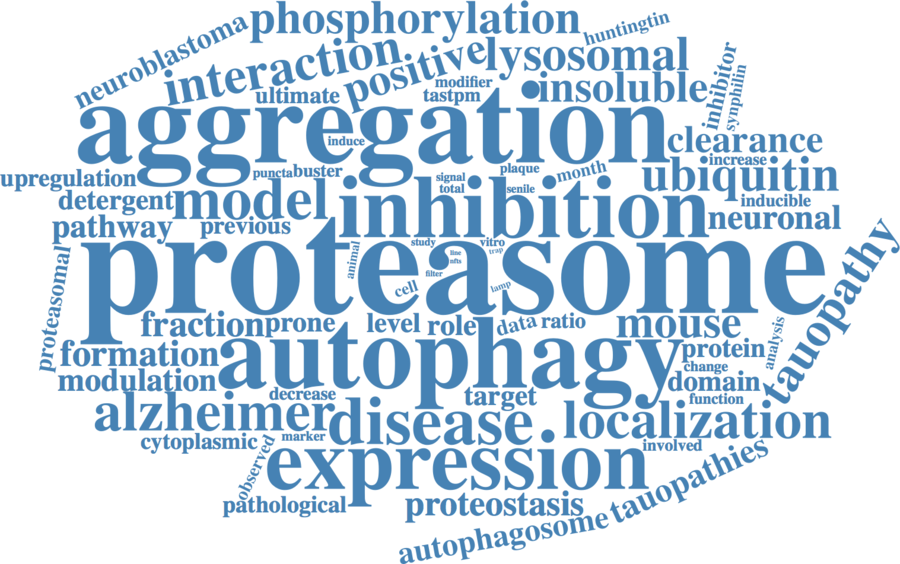 phosphorylation
huntingtin
neuroblastoma
interaction
positive
lysosomal
inhibitor
synphilin
ultimate
modifier
tastpm
insoluble
aggregation
induce
clearance
increase
upregulation
puncta
buster
signal
total
plaque
senile
month
ubiquitin
detergent
model
inhibition
inducible
pathway
previous
neuronal
proteasomal
proteasome
animal
study
vitro
line
trap
nfts
filter
cell
lamp
tauopathy
fraction
prone
level
role
data
ratio
mouse
analysis
formation
autophagy
protein
modulation
change
domain
decrease
target
function
alzheimer
disease.
localization
cytoplasmic
marker
involved
observed
expression
tauopathies
pathological
proteostasis
autophagosome